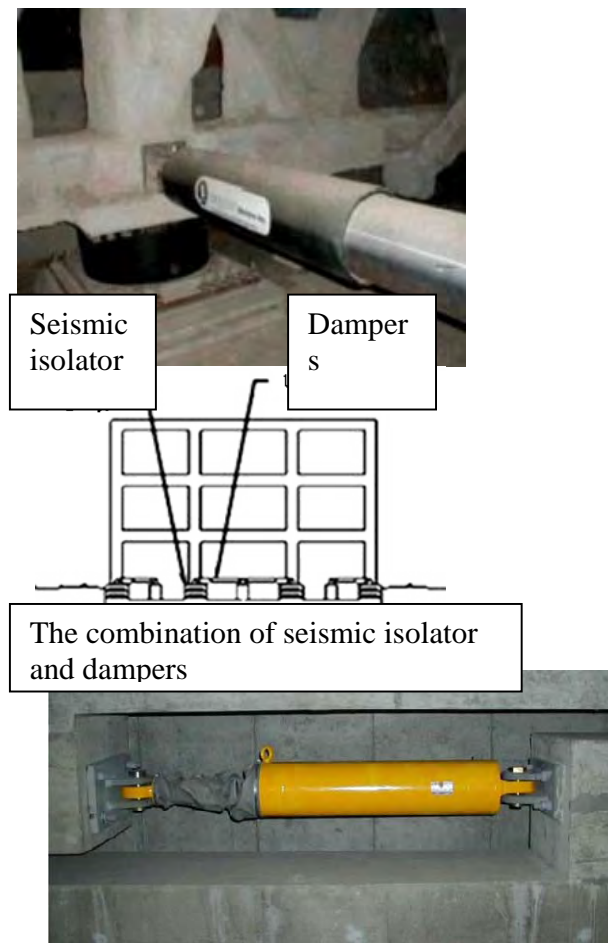 Seismic
isolator
Damper
s
The combination of seismic isolator
and dampers